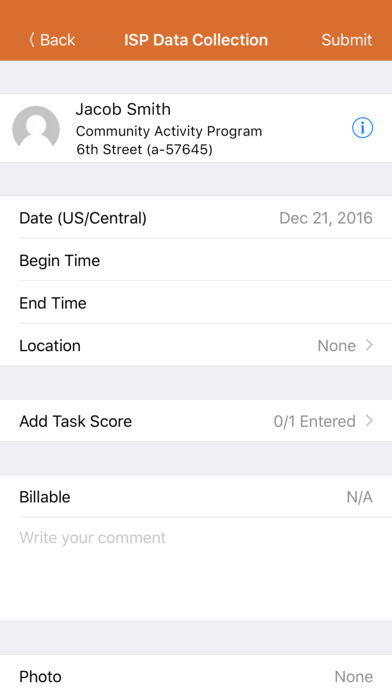 〈 Back ISP Data Collection Submit
Jacob Smith
Community Activity Program
6th Street (a-57645)
Date (US/Central) Dec 21, 2016
Begin Time
End Time
Location None
Add Task Score 0/1 Entered
Billable N/A
Write your comment
Photo None